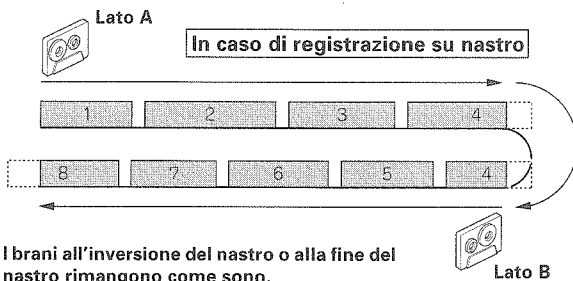 Lato A
In caso di registrazione su nastro
1 2 3 4
8 7 6 5 4
I brani all'inversione del nastro o alla fine del
nastro rimangono come sono.
Lato B